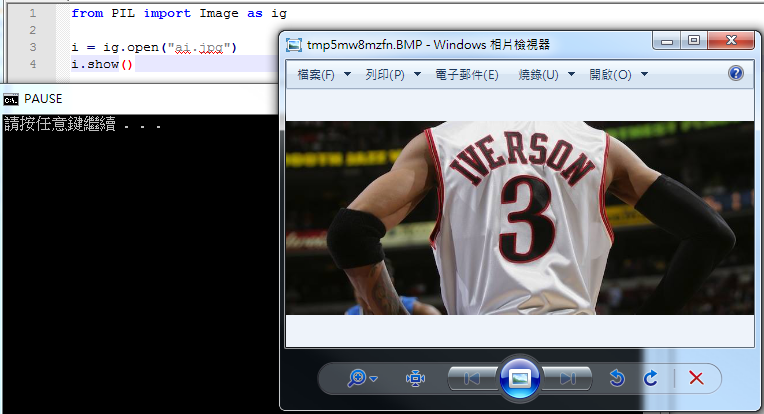 1 from PIL import Image as ig
2
3 i = ig.open("ai.jpg")
4 i.show()
PAUSE
請按任意鍵繼續 . . .
tmp5mw8mzfn.BMP - Windows 相片檢視器
檔案(F) 列印(P) 電子郵件(E) 燒錄(U) 開啟(O)
IVERSON
3